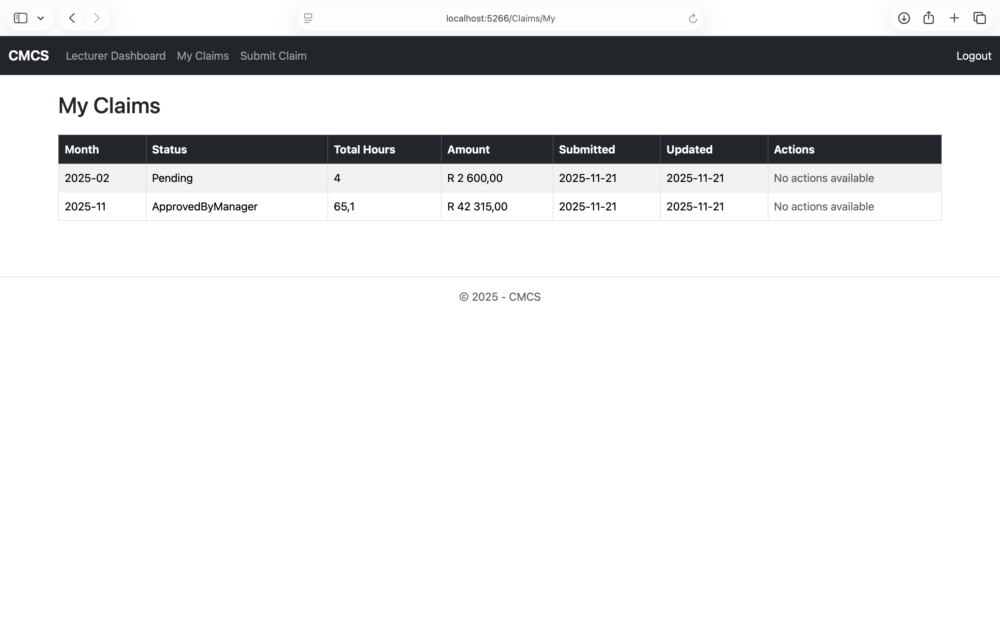 localhost:5266/Claims/My
CMCS Lecturer Dashboard My Claims Submit Claim Logout
My Claims
Month Status Total Hours Amount Submitted Updated Actions
2025-02 Pending 4 R 2 600,00 2025-11-21 2025-11-21 No actions available
2025-11 ApprovedByManager 65,1 R 42 315,00 2025-11-21 2025-11-21 No actions available
© 2025 - CMCS